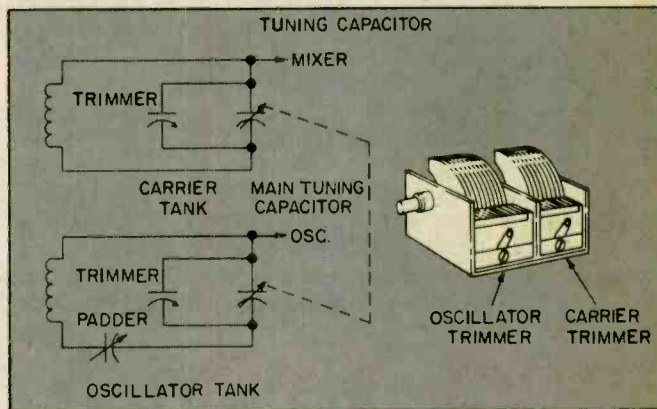 TUNING CAPACITOR
MIXER
TRIMMER
CARRIER
TANK
MAIN TUNING
CAPACITOR
OSC.
TRIMMER
PADDER
OSCILLATOR TANK
OSCILLATOR
TRIMMER
CARRIER
TRIMMER